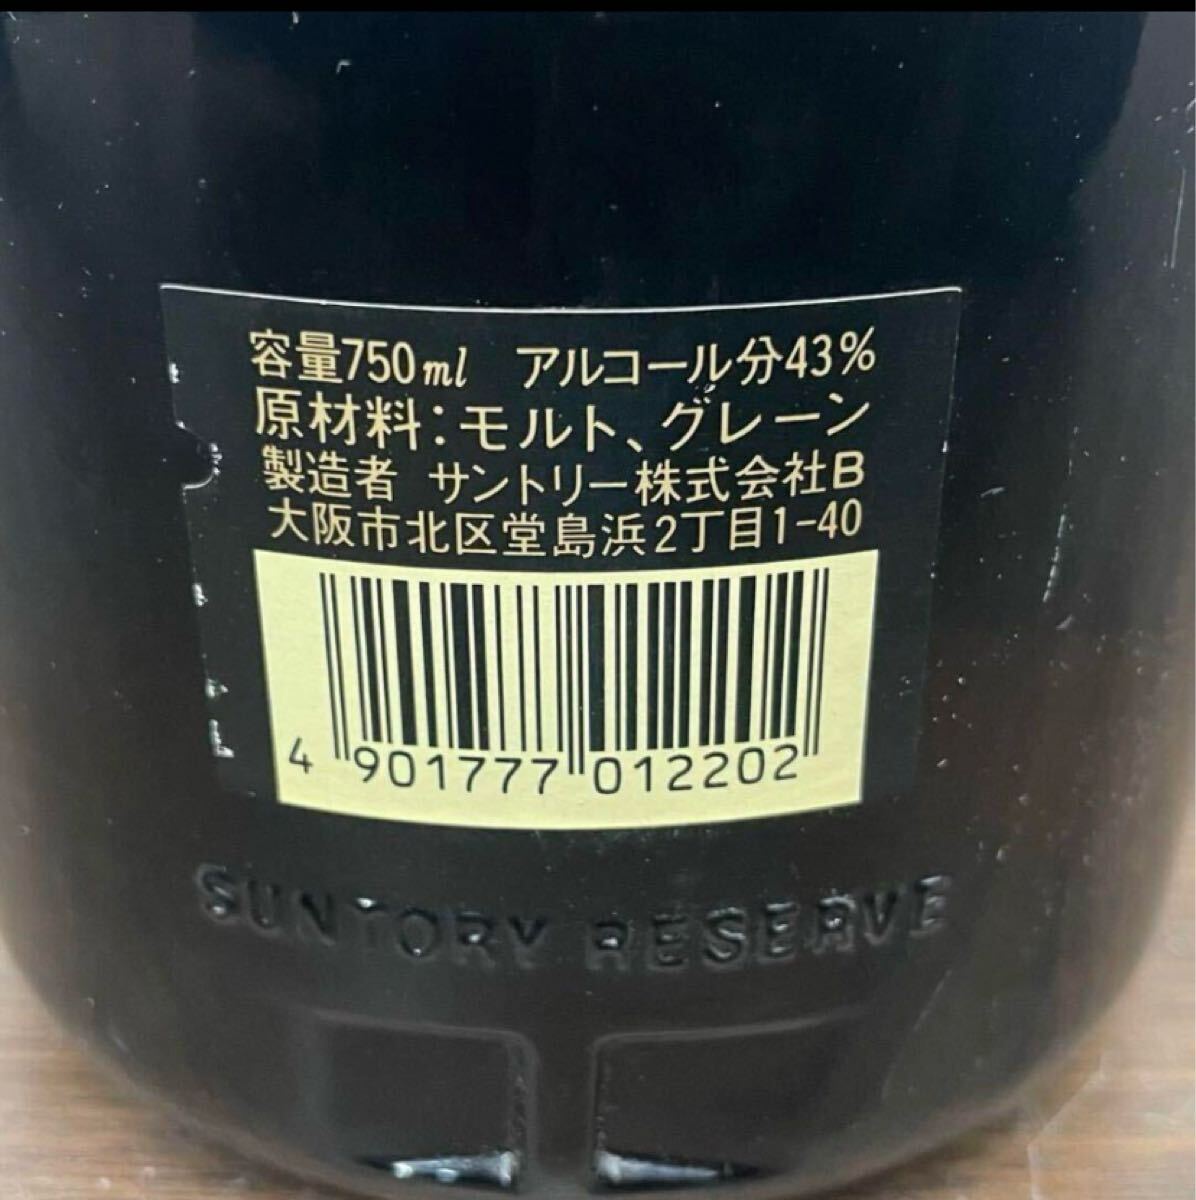 容量750ml　アルコール分43%
原材料：モルト、グレーン
製造者　サントリー株式会社B
大阪市北区堂島浜2丁目1-40
4 901777 012202
SUNTORY RESERVE